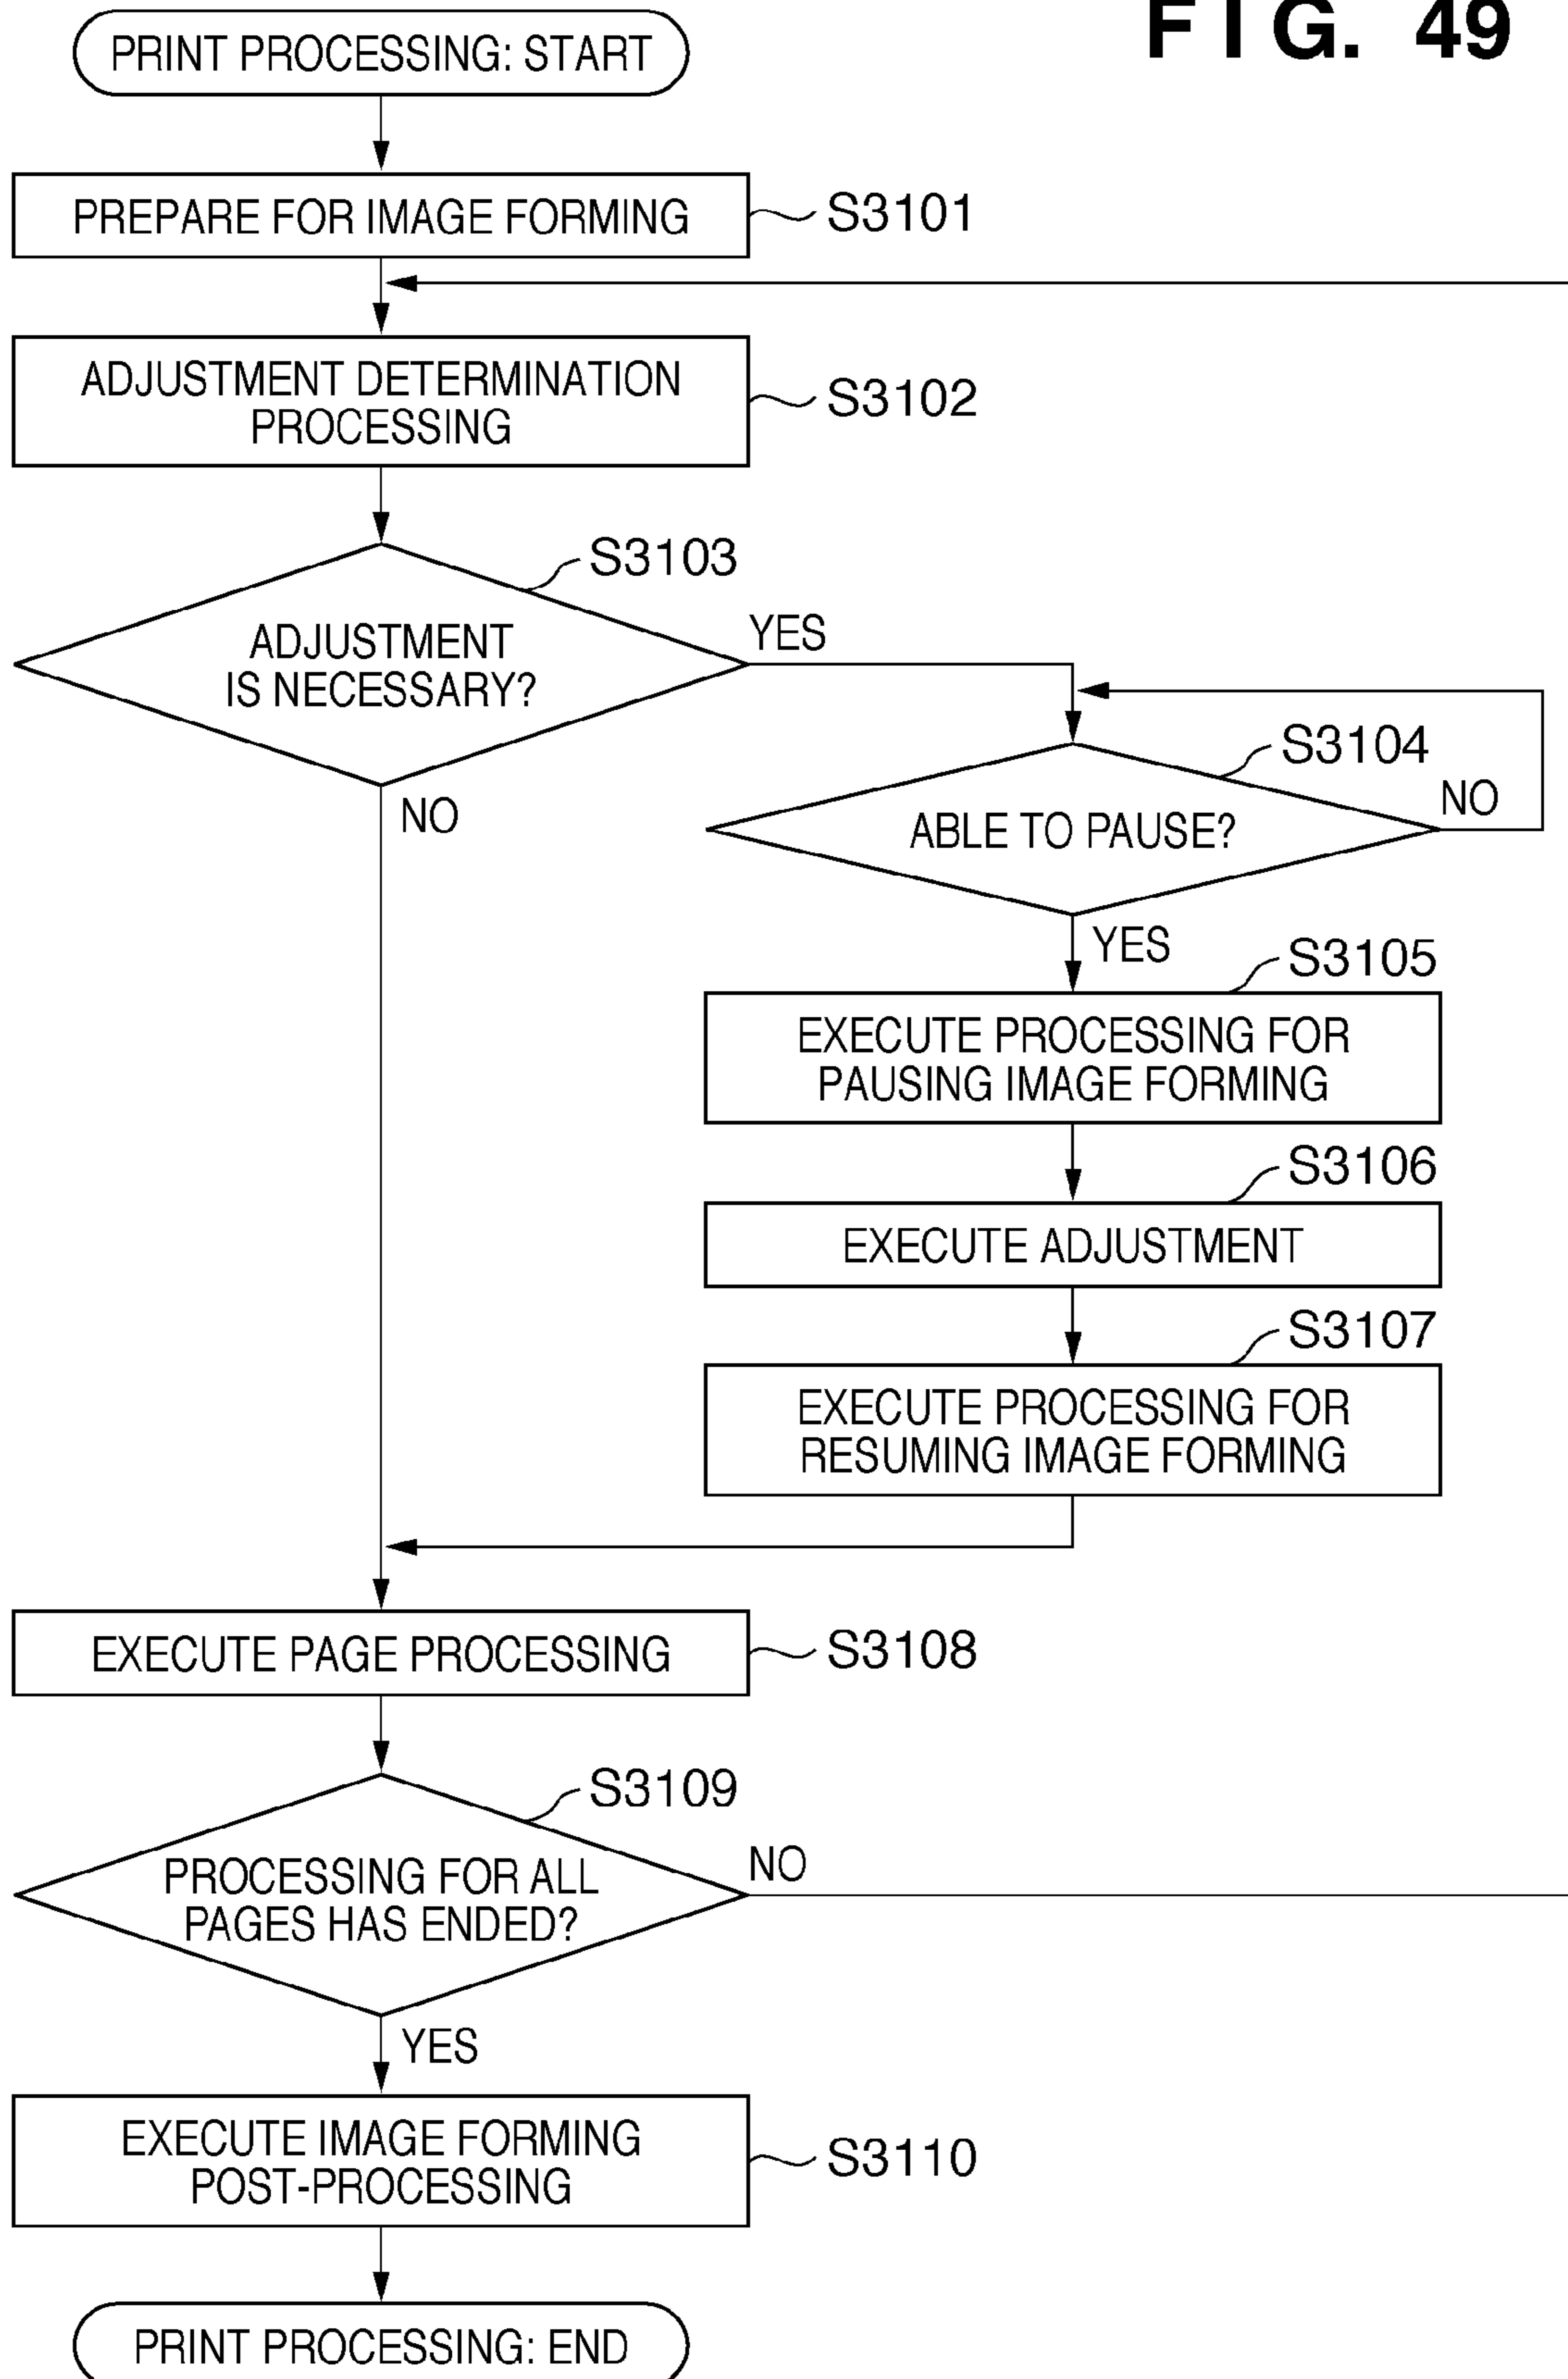 FIG. 49
PRINT PROCESSING: START
PREPARE FOR IMAGE FORMING
S3101
ADJUSTMENT DETERMINATION
PROCESSING
S3102
S3103
ADJUSTMENT
IS NECESSARY?
YES
NO
S3104
ABLE TO PAUSE?
NO
YES
S3105
EXECUTE PROCESSING FOR
PAUSING IMAGE FORMING
S3106
EXECUTE ADJUSTMENT
S3107
EXECUTE PROCESSING FOR
RESUMING IMAGE FORMING
EXECUTE PAGE PROCESSING
S3108
S3109
PROCESSING FOR ALL
PAGES HAS ENDED?
NO
YES
EXECUTE IMAGE FORMING
POST-PROCESSING
S3110
PRINT PROCESSING: END